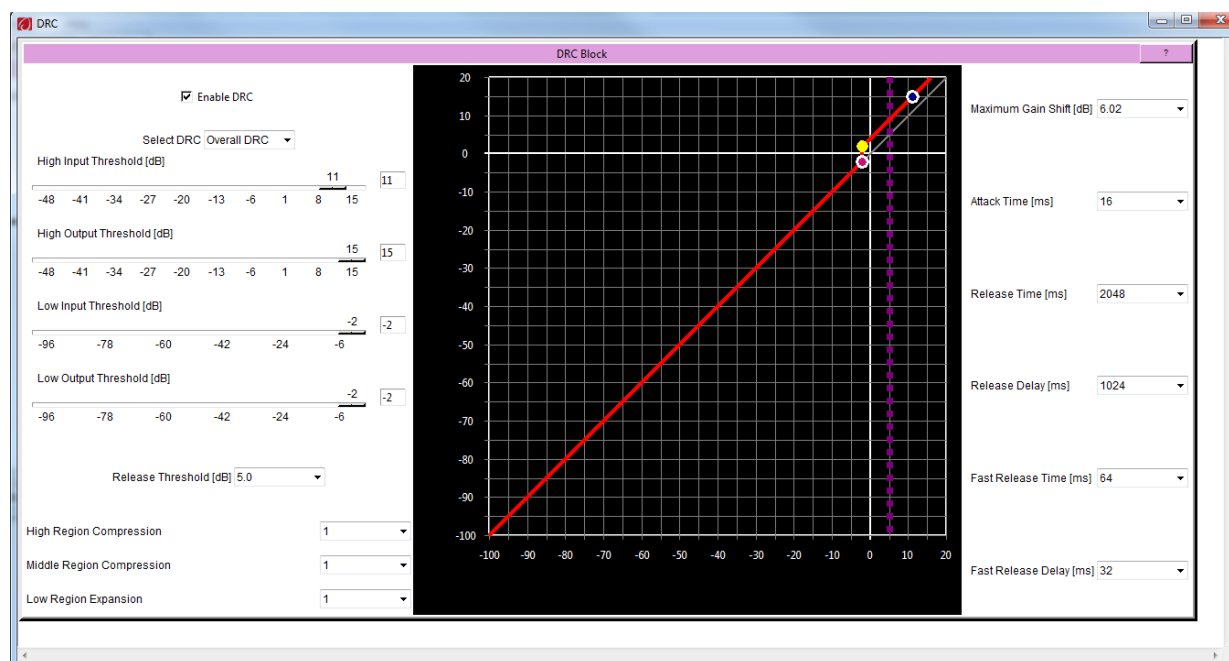 DRC
DRC Block
?
Enable DRC
Select DRC Overall DRC
High Input Threshold [dB]
11
11
-48 -41 -34 -27 -20 -13 -6 1 8 15
High Output Threshold [dB]
15
15
-48 -41 -34 -27 -20 -13 -6 1 8 15
Low Input Threshold [dB]
-2
-2
-96 -78 -60 -42 -24 -6
Low Output Threshold [dB]
-2
-2
-96 -78 -60 -42 -24 -6
Release Threshold [dB] 5.0
High Region Compression 1
Middle Region Compression 1
Low Region Expansion 1
20
10
0
-10
-20
-30
-40
-50
-60
-70
-80
-90
-100
-100 -90 -80 -70 -60 -50 -40 -30 -20 -10 0 10 20
Maximum Gain Shift [dB] 6.02
Attack Time [ms] 16
Release Time [ms] 2048
Release Delay [ms] 1024
Fast Release Time [ms] 64
Fast Release Delay [ms] 32